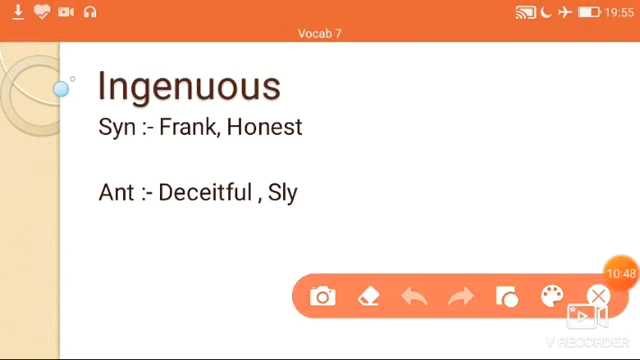 19:55
Vocab 7
Ingenuous
Syn :- Frank, Honest
Ant :- Deceitful , Sly
10:48
V RECORDER